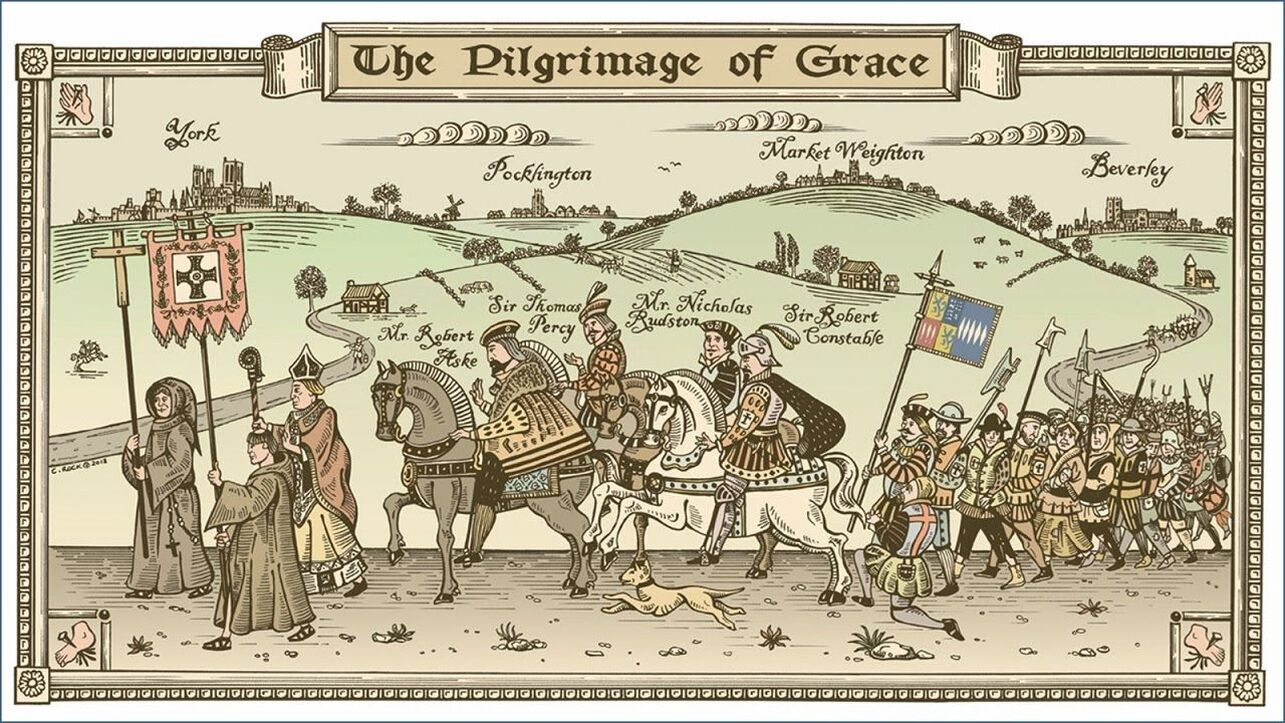 The Pilgrimage of Grace
York
Pocklington
Market Weighton
Beverley
Mr. Robert
Aske
Sir Thomas
Percy
Mr. Nicholas
Rudston
Sir Robert
Constable
C. ROCK © 2013